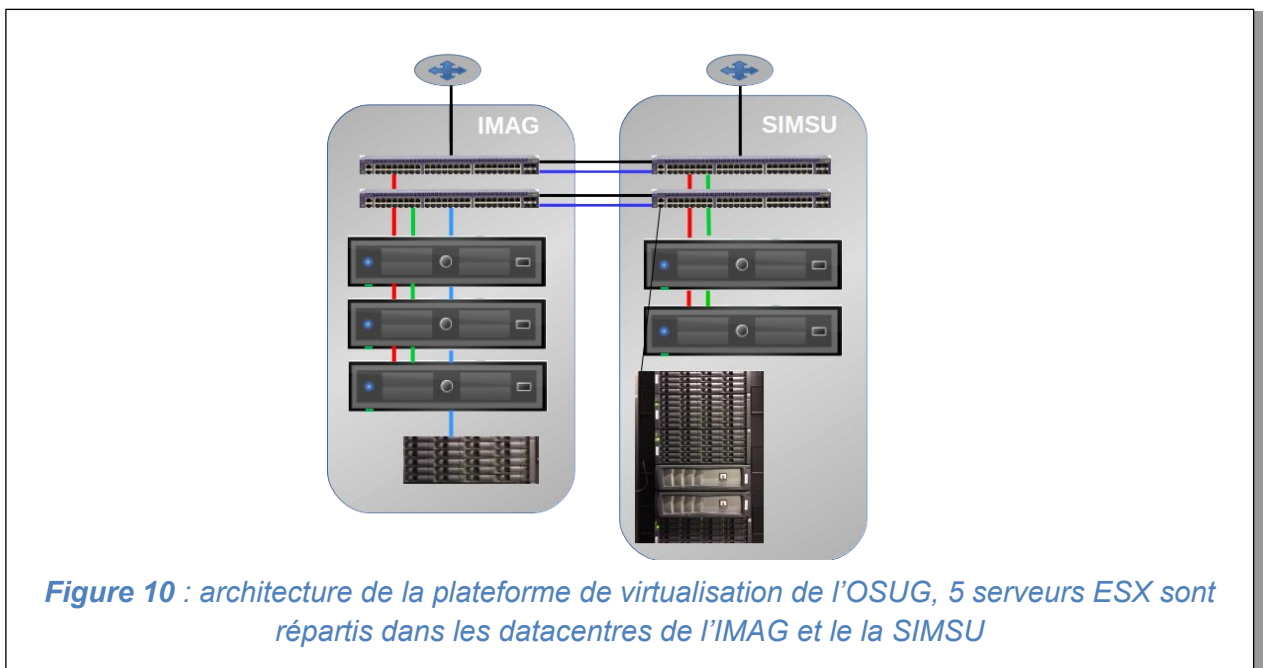 IMAG
SIMSU
Figure 10 : architecture de la plateforme de virtualisation de l’OSUG, 5 serveurs ESX sont
répartis dans les datacentres de l’IMAG et le la SIMSU